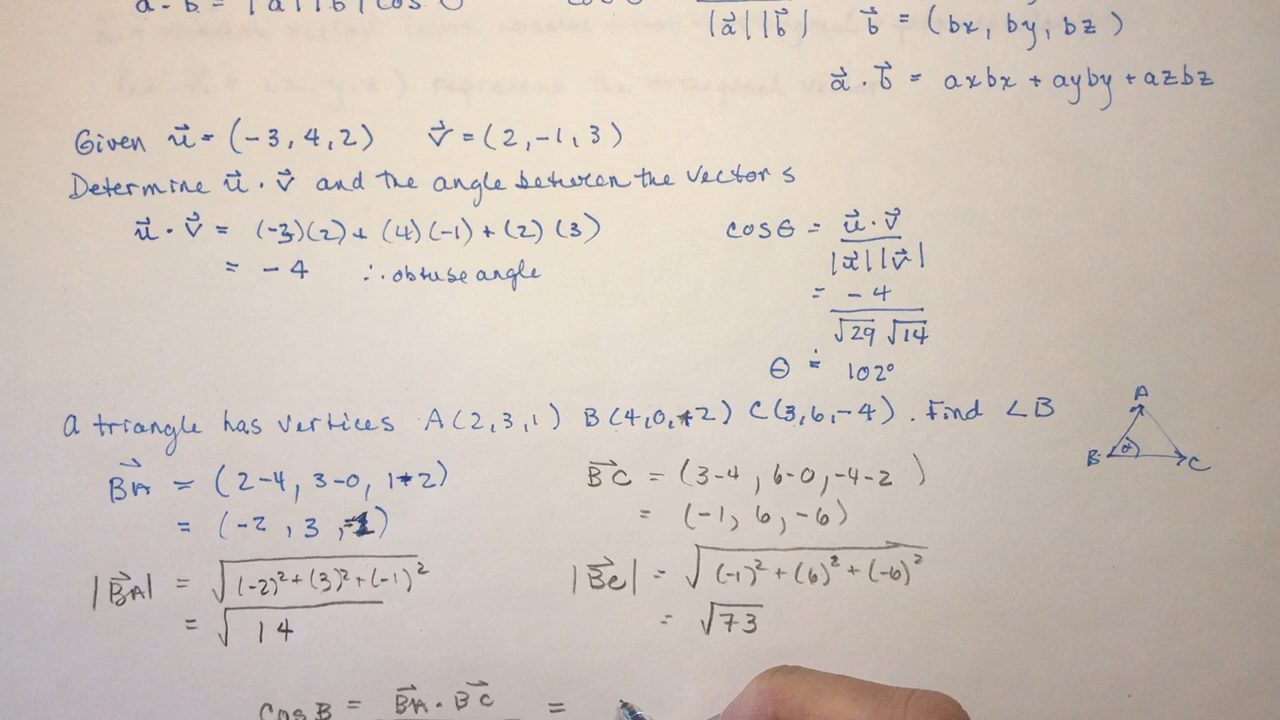 a⃗ · b⃗ = |a⃗||b⃗| cos θ cos θ
|a⃗||b⃗| b⃗ = (bx, by, bz)
a⃗ · b⃗ = axbx + ayby + azbz
Given u⃗ = (-3, 4, 2) v⃗ = (2, -1, 3)
Determine u⃗ · v⃗ and the angle between the vectors
u⃗ · v⃗ = (-3)(2) + (4)(-1) + (2)(3)
= -4 ∴ obtuse angle
cosθ = u⃗ · v⃗
|u⃗||v⃗|
= -4
√29 √14
θ ≐ 102°
A triangle has vertices A(2,3,1) B(4,0,2) C(3,6,-4). Find ∠B
A
B α C
BA⃗ = (2-4, 3-0, 1-2)
= (-2, 3, -1)
|BA⃗| = √(-2)²+(3)²+(-1)²
= √14
BC⃗ = (3-4, 6-0, -4-2)
= (-1, 6, -6)
|BC⃗| = √(-1)²+(6)²+(-6)²
= √73
cos B = BA⃗ · BC⃗ =